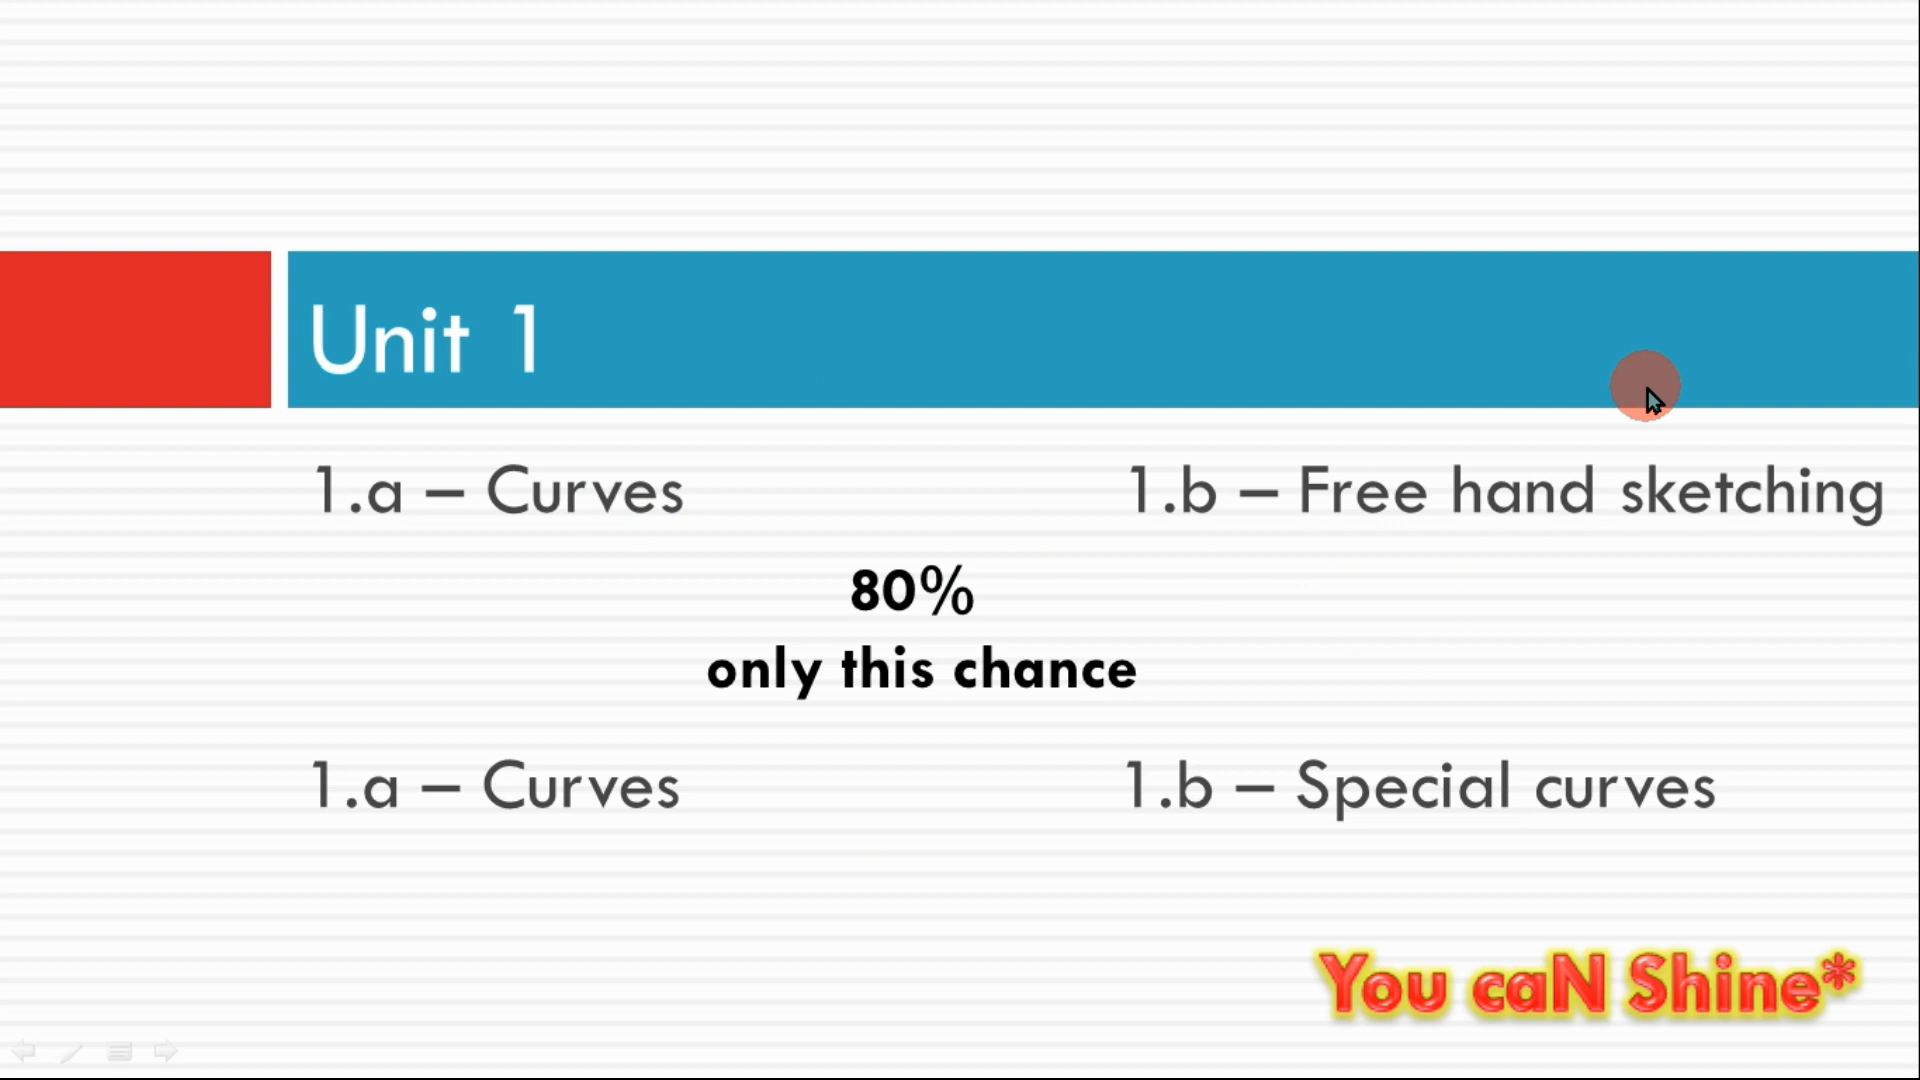 Unit 1
1.a – Curves 1.b – Free hand sketching
80%
only this chance
1.a – Curves 1.b – Special curves
You caN Shine*